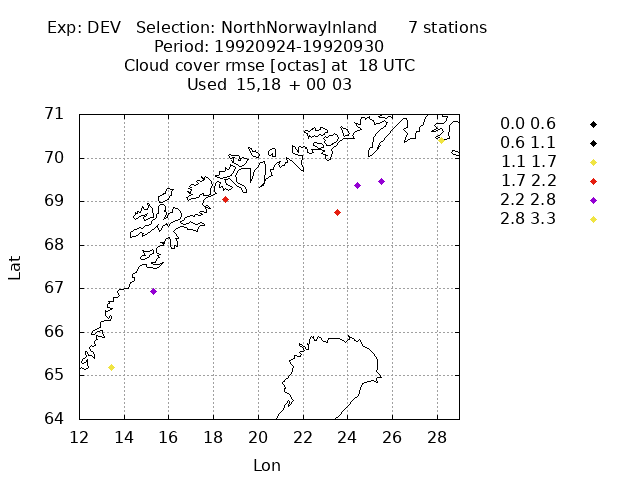 Exp: DEV   Selection: NorthNorwayInland      7 stations
Period: 19920924-19920930
Cloud cover rmse [octas] at  18 UTC
Used  15,18 + 00 03
71
70
69
68
67
66
65
64
Lat
12 14 16 18 20 22 24 26 28
Lon
0.0 0.6
0.6 1.1
1.1 1.7
1.7 2.2
2.2 2.8
2.8 3.3